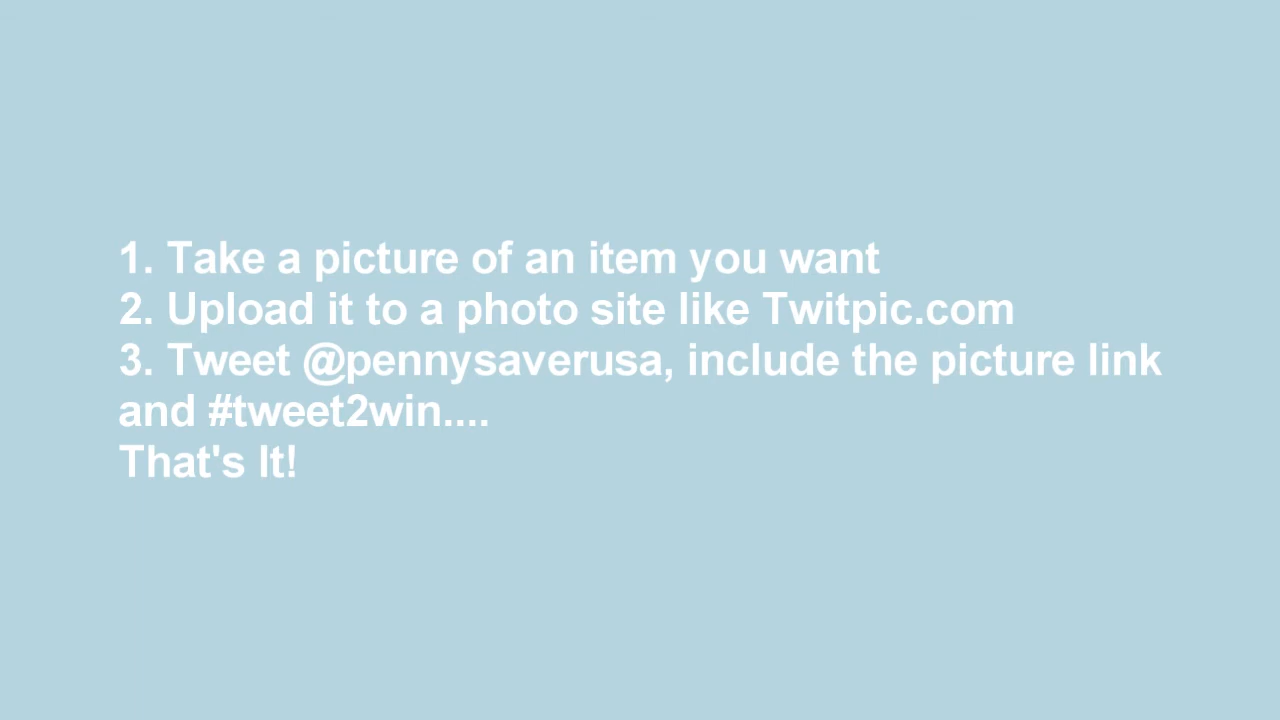 1. Take a picture of an item you want
2. Upload it to a photo site like Twitpic.com
3. Tweet @pennysaverusa, include the picture link
and #tweet2win....
That's It!